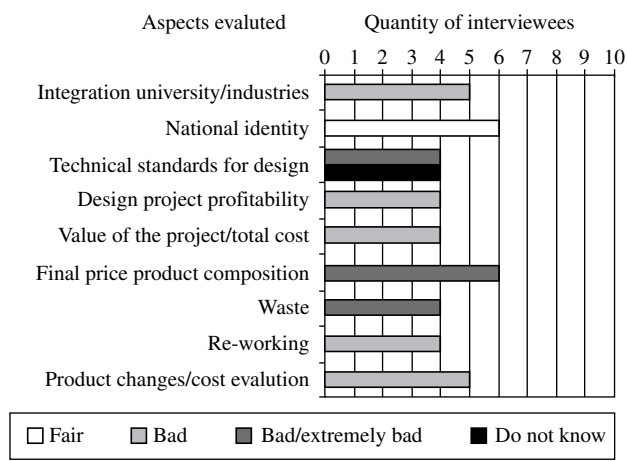 Aspects evaluted Quantity of interviewees
0 1 2 3 4 5 6 7 8 9 10
Integration university/industries
National identity
Technical standards for design
Design project profitability
Value of the project/total cost
Final price product composition
Waste
Re-working
Product changes/cost evalution
Fair Bad Bad/extremely bad Do not know